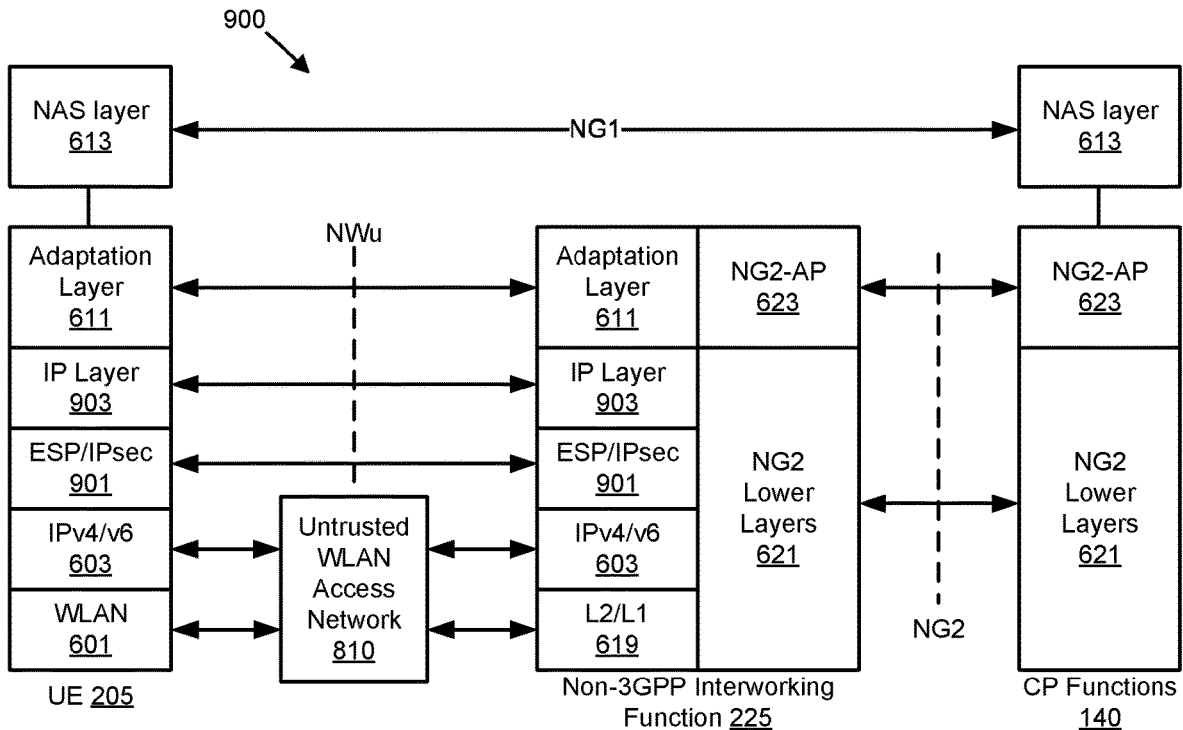 900
NAS layer
613
NG1
NAS layer
613
Adaptation
Layer
611
IP Layer
903
ESP/IPsec
901
IPv4/v6
603
WLAN
601
UE 205
NWu
Untrusted
WLAN
Access
Network
810
Adaptation
Layer
611
IP Layer
903
ESP/IPsec
901
IPv4/v6
603
L2/L1
619
NG2-AP
623
NG2
Lower
Layers
621
Non-3GPP Interworking
Function 225
NG2
NG2-AP
623
NG2
Lower
Layers
621
CP Functions
140